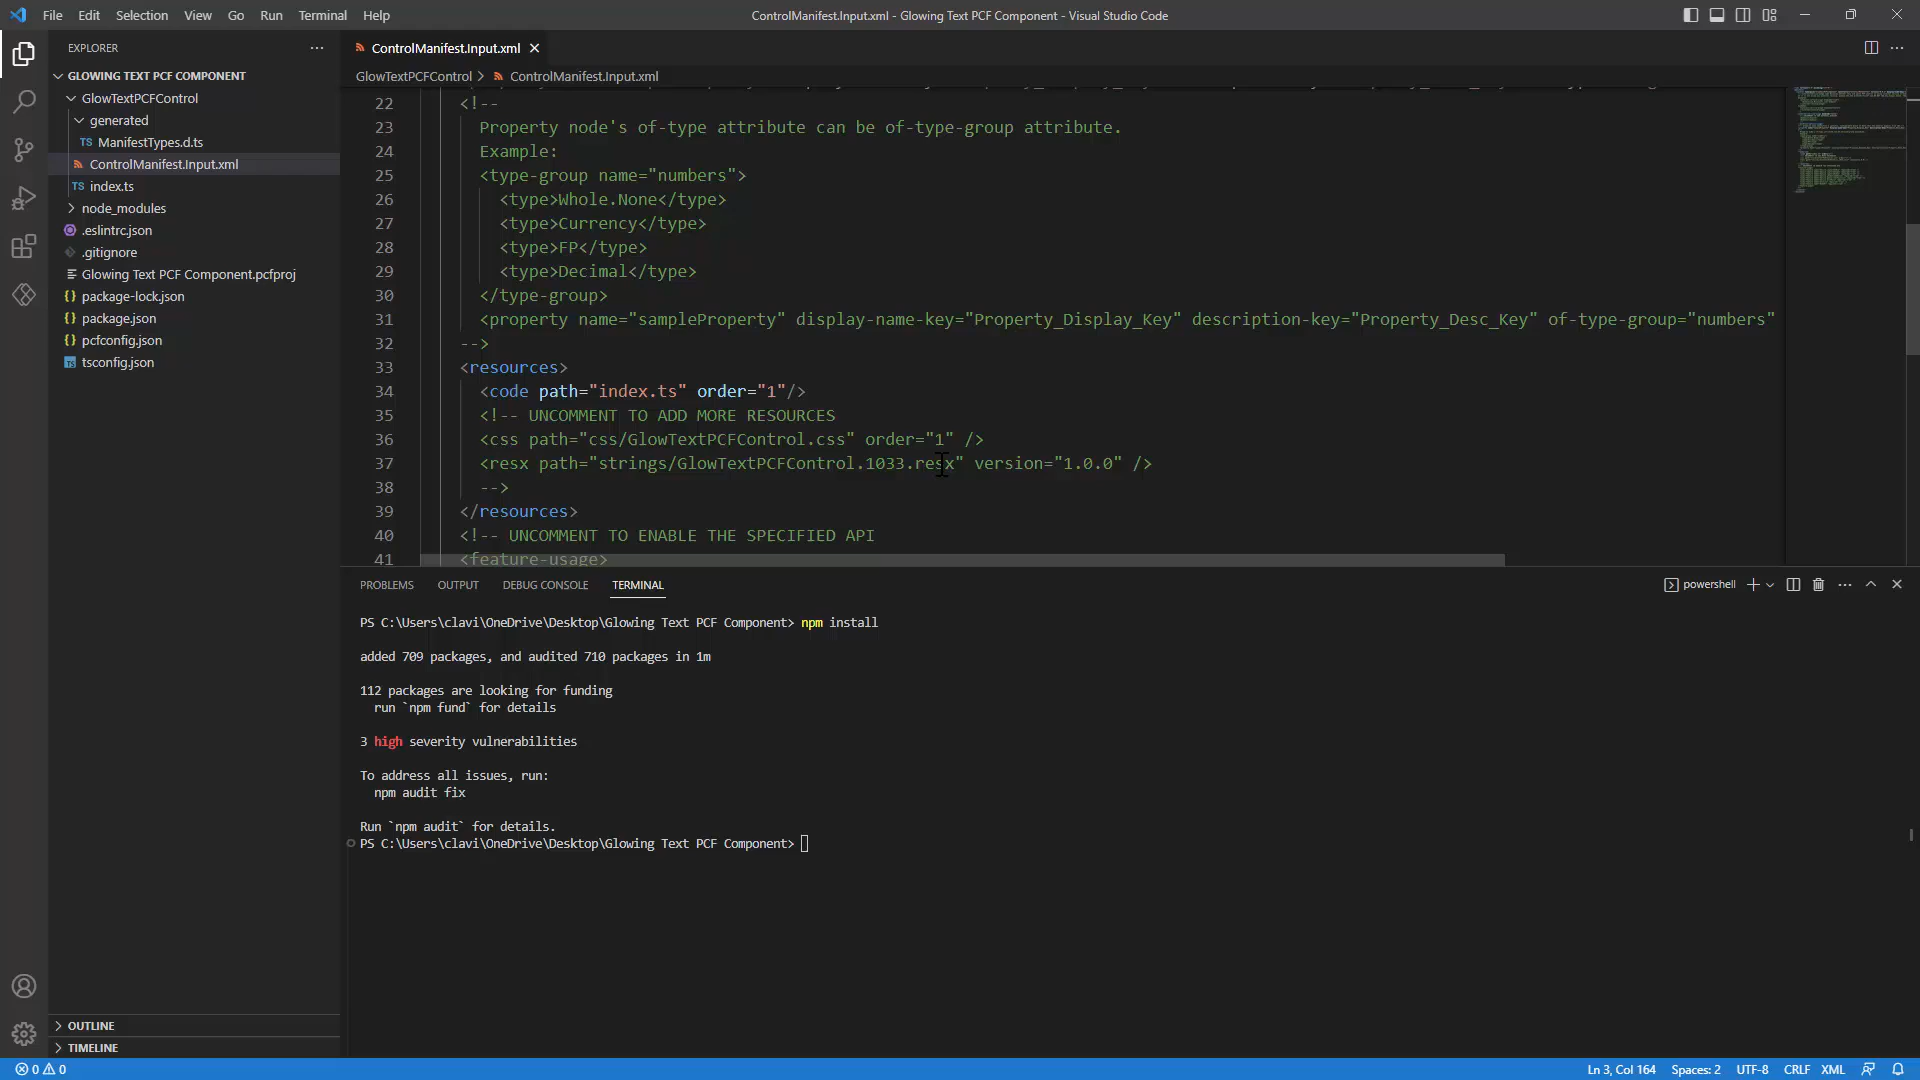 File Edit Selection View Go Run Terminal Help
ControlManifest.Input.xml - Glowing Text PCF Component - Visual Studio Code
EXPLORER
GLOWING TEXT PCF COMPONENT
GlowTextPCFControl
generated
TS ManifestTypes.d.ts
ControlManifest.Input.xml
TS index.ts
node_modules
.eslintrc.json
.gitignore
Glowing Text PCF Component.pcfproj
{} package-lock.json
{} package.json
{} pcfconfig.json
TS tsconfig.json
OUTLINE
TIMELINE
ControlManifest.Input.xml
GlowTextPCFControl > ControlManifest.Input.xml
22 <!--
23 Property node's of-type attribute can be of-type-group attribute.
24 Example:
25 <type-group name="numbers">
26 <type>Whole.None</type>
27 <type>Currency</type>
28 <type>FP</type>
29 <type>Decimal</type>
30 </type-group>
31 <property name="sampleProperty" display-name-key="Property_Display_Key" description-key="Property_Desc_Key" of-type-group="numbers"
32 -->
33 <resources>
34 <code path="index.ts" order="1"/>
35 <!-- UNCOMMENT TO ADD MORE RESOURCES
36 <css path="css/GlowTextPCFControl.css" order="1" />
37 <resx path="strings/GlowTextPCFControl.1033.resx" version="1.0.0" />
38 -->
39 </resources>
40 <!-- UNCOMMENT TO ENABLE THE SPECIFIED API
41 <feature-usage>
PROBLEMS OUTPUT DEBUG CONSOLE TERMINAL
powershell
PS C:\Users\clavi\OneDrive\Desktop\Glowing Text PCF Component> npm install
added 709 packages, and audited 710 packages in 1m
112 packages are looking for funding
run `npm fund` for details
3 high severity vulnerabilities
To address all issues, run:
npm audit fix
Run `npm audit` for details.
PS C:\Users\clavi\OneDrive\Desktop\Glowing Text PCF Component>
0 0
Ln 3, Col 164 Spaces: 2 UTF-8 CRLF XML